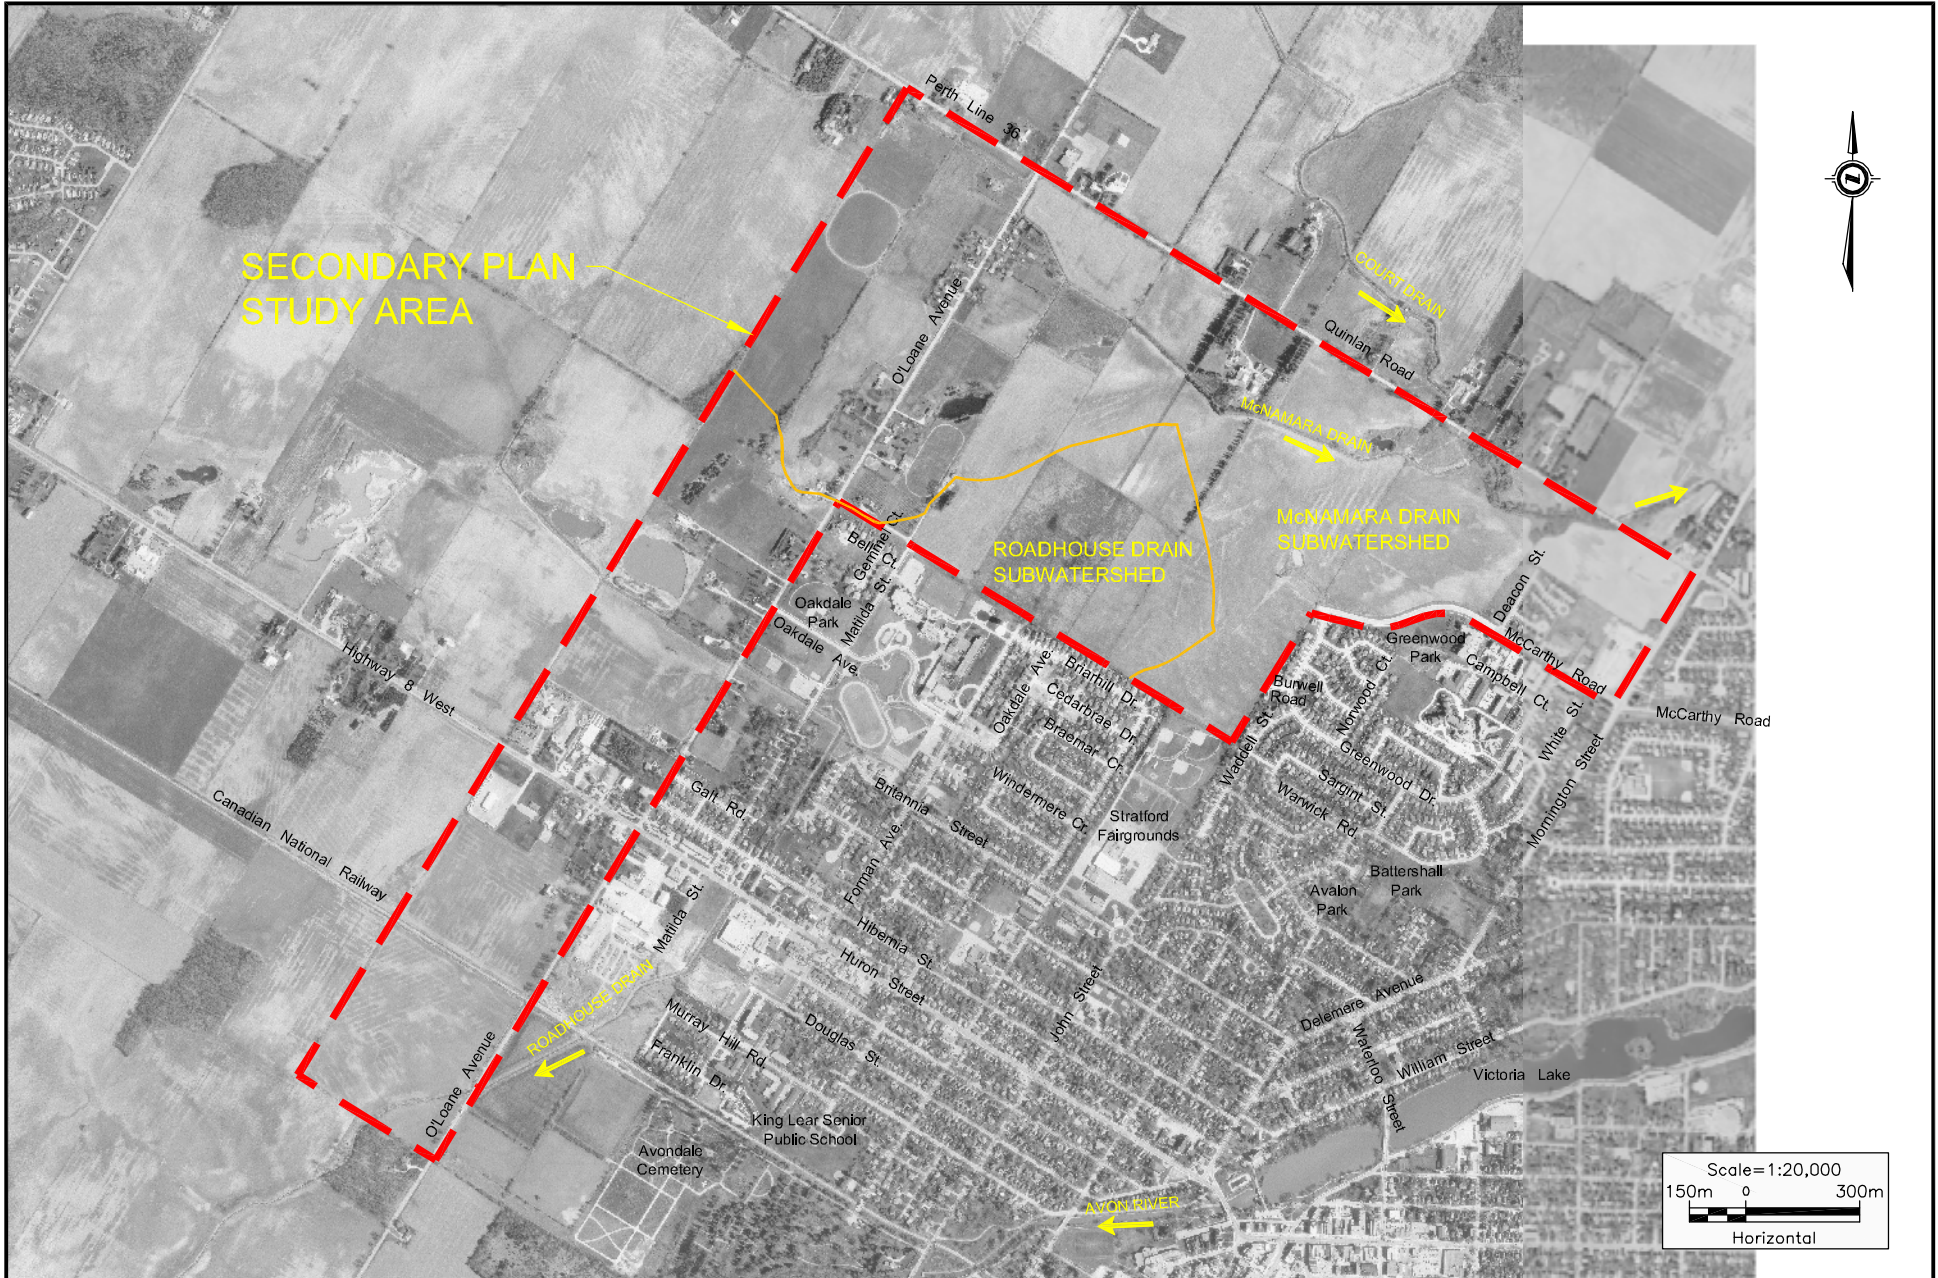 Perth Line 36
SECONDARY PLAN
STUDY AREA
COURT DRAIN
O'Loane Avenue
Quinlan Road
McNAMARA DRAIN
McNAMARA DRAIN
SUBWATERSHED
ROADHOUSE DRAIN
SUBWATERSHED
Gemmel Ct.
Bell Ct.
Matilda St.
Oakdale
Park
Oakdale Ave.
Deacon St.
Greenwood
Park
McCarthy Road
Campbell Ct.
White St.
McCarthy Road
Mornington Street
Highway 8 West
Oakdale Ave.
Briarhill Dr.
Cedarbrae Dr.
Braemar Cr.
Windermere Cr.
Burwell
Road
Norwood Ct.
Waddell St.
Greenwood Dr.
Sargint St.
Warwick Rd.
Galt Rd.
Britannia Street
Forman Ave.
Stratford
Fairgrounds
Battershall
Park
Avalon
Park
Canadian National Railway
Matilda St.
Hibernia St.
Huron Street
John Street
Delemere Avenue
Waterloo Street
William Street
Victoria Lake
ROADHOUSE DRAIN
O'Loane Avenue
Murray Hill Rd.
Franklin Dr.
Douglas St.
King Lear Senior
Public School
Avondale
Cemetery
AVON RIVER
Scale=1:20,000
150m 0 300m
Horizontal